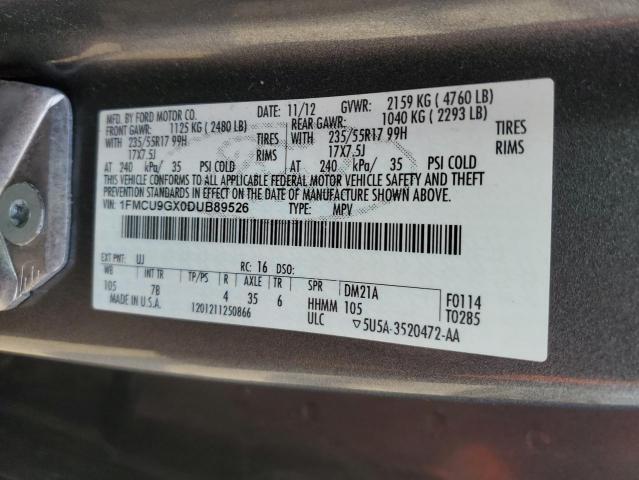 MFD. BY FORD MOTOR CO.
DATE: 11/12 GVWR: 2159 KG ( 4760 LB)
FRONT GAWR: 1125 KG ( 2480 LB) REAR GAWR: 1040 KG ( 2293 LB)
WITH 235/55R17 99H TIRES 235/55R17 99H TIRES
17X7.5J RIMS 17X7.5J RIMS
AT 240 kPa/ 35 PSI COLD AT 240 kPa/ 35 PSI COLD
THIS VEHICLE CONFORMS TO ALL APPLICABLE FEDERAL MOTOR VEHICLE SAFETY AND THEFT
PREVENTION STANDARDS IN EFFECT ON THE DATE OF MANUFACTURE SHOWN ABOVE.
VIN: 1FMCU9GX0DUB89526 TYPE: MPV
EXT PNT: UJ RC: 16 DSO:
WB INT TR TP/PS R AXLE TR SPR DM21A F0114
105 7B 4 35 6 HHMM 105 T0285
MADE IN U.S.A. 1201211250866 ULC ▽5U5A-3520472-AA